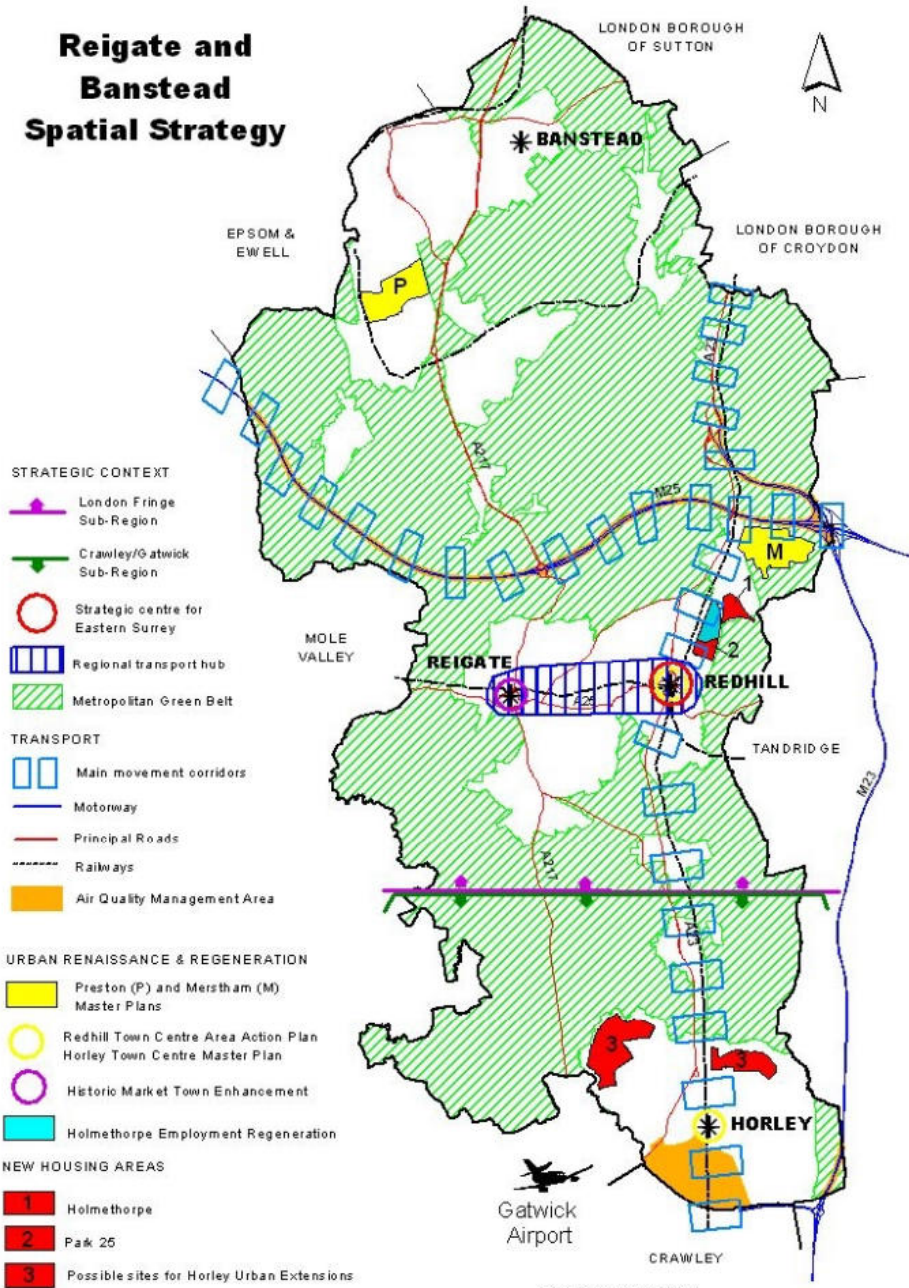 Reigate and
Banstead
Spatial Strategy
LONDON BOROUGH
OF SUTTON
N
BANSTEAD
EPSOM &
EWELL
LONDON BOROUGH
OF CROYDON
P
A23
A217
M25
M
1
2
MOLE
VALLEY
REIGATE
REDHILL
A25
TANDRIDGE
M23
A217
A23
3
3
HORLEY
Gatwick
Airport
CRAWLEY
STRATEGIC CONTEXT
London Fringe
Sub-Region
Crawley/Gatwick
Sub-Region
Strategic centre for
Eastern Surrey
Regional transport hub
Metropolitan Green Belt
TRANSPORT
Main movement corridors
Motorway
Principal Roads
Railways
Air Quality Management Area
URBAN RENAISSANCE & REGENERATION
Preston (P) and Merstham (M)
Master Plans
Redhill Town Centre Area Action Plan
Horley Town Centre Master Plan
Historic Market Town Enhancement
Holmethorpe Employment Regeneration
NEW HOUSING AREAS
1 Holmethorpe
2 Park 25
3 Possible sites for Horley Urban Extensions